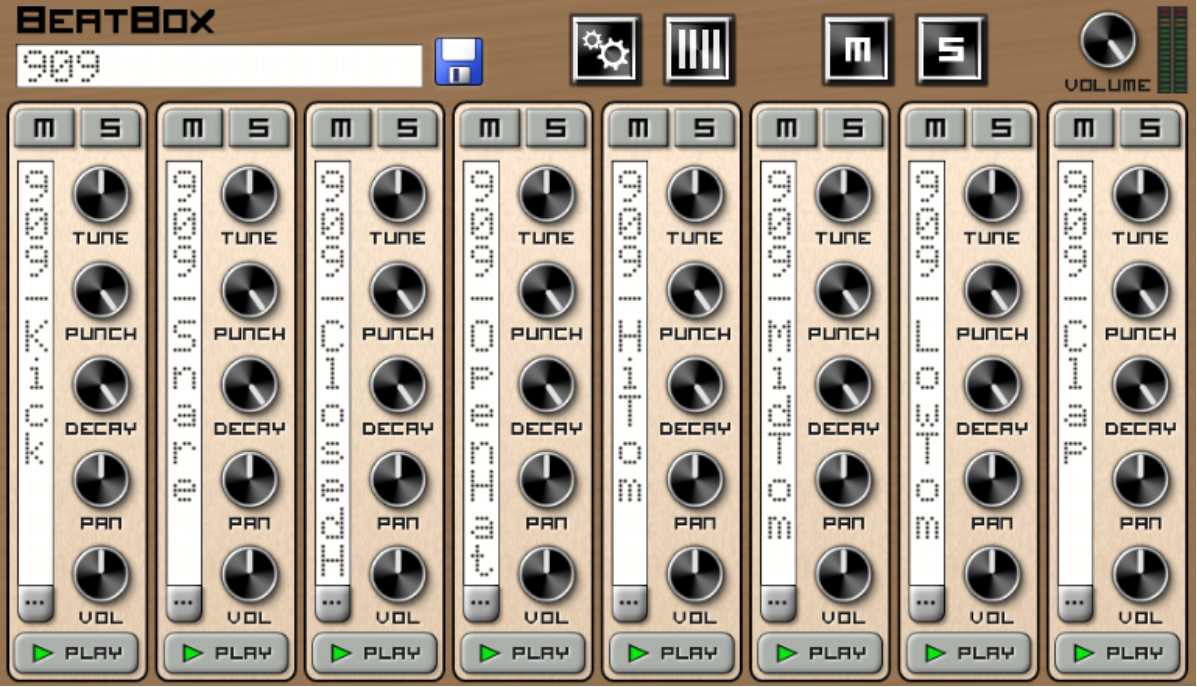 BEATBOX
909
M S
VOLUME
M S M S M S M S M S M S M S M S
909-Kick
909-Snare
909-ClosedH
909-OpenHat
909-HiTom
909-MidTom
909-LowTom
909-Clap
TUNE TUNE TUNE TUNE TUNE TUNE TUNE TUNE
PUNCH PUNCH PUNCH PUNCH PUNCH PUNCH PUNCH PUNCH
DECAY DECAY DECAY DECAY DECAY DECAY DECAY DECAY
PAN PAN PAN PAN PAN PAN PAN PAN
... ... ... ... ... ... ... ...
VOL VOL VOL VOL VOL VOL VOL VOL
PLAY PLAY PLAY PLAY PLAY PLAY PLAY PLAY